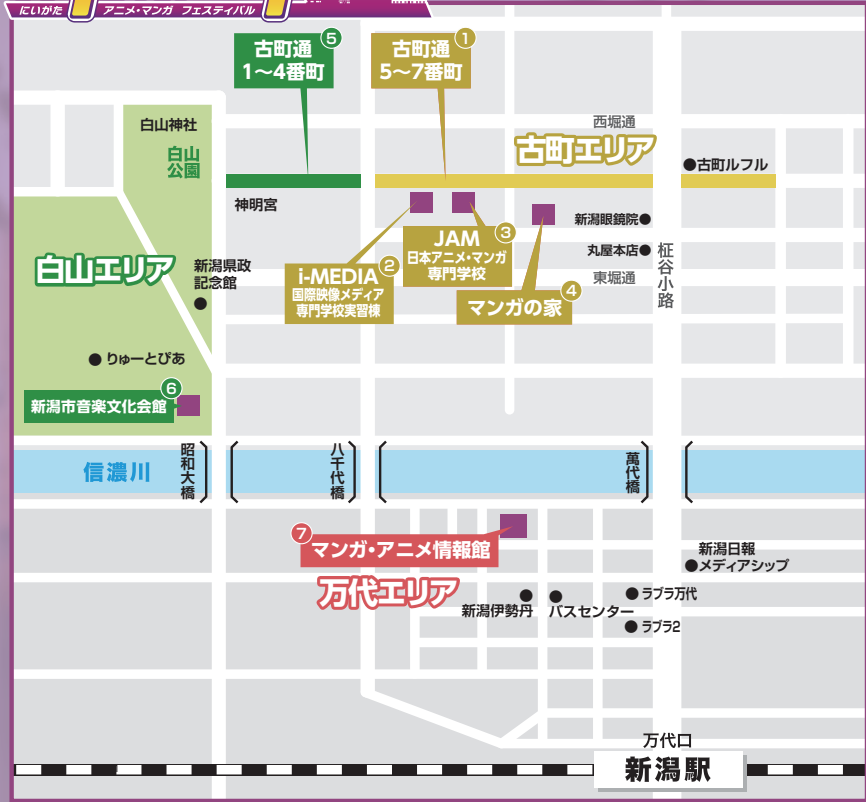 にいがた アニメ・マンガ フェスティバル
古町通
1〜4番町
⑤
古町通
5〜7番町
①
白山神社
白山
公園
西堀通
古町エリア
古町ルフル
神明宮
新潟眼鏡院
丸屋本店
柾谷小路
東堀通
JAM
日本アニメ・マンガ
専門学校
③
i-MEDIA
国際映像メディア
専門学校実習棟
②
マンガの家
④
白山エリア
新潟県政
記念館
りゅーとぴあ
新潟市音楽文化会館
⑥
信濃川
昭和大橋
八千代橋
萬代橋
⑦
マンガ・アニメ情報館
万代エリア
新潟日報
メディアシップ
新潟伊勢丹
バスセンター
ラブラ万代
ラブラ2
万代口
新潟駅